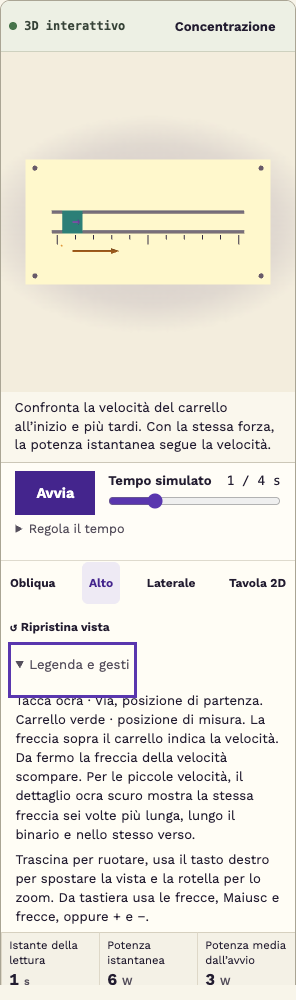 3D interattivo
Concentrazione
Confronta la velocità del carrello
all'inizio e più tardi. Con la stessa forza,
la potenza istantanea segue la velocità.
Avvia
Tempo simulato 1 / 4 s
▶ Regola il tempo
Obliqua Alto Laterale Tavola 2D
↺ Ripristina vista
▼ Legenda e gesti
Tacca ocra · via, posizione di partenza.
Carrello verde · posizione di misura. La
freccia sopra il carrello indica la velocità.
Da fermo la freccia della velocità
scompare. Per le piccole velocità, il
dettaglio ocra scuro mostra la stessa
freccia sei volte più lunga, lungo il
binario e nello stesso verso.
Trascina per ruotare, usa il tasto destro
per spostare la vista e la rotella per lo
zoom. Da tastiera usa le frecce, Maiusc e
frecce, oppure + e −.
Istante della
lettura
1 s
Potenza
istantanea
6 W
Potenza media
dall'avvio
3 W